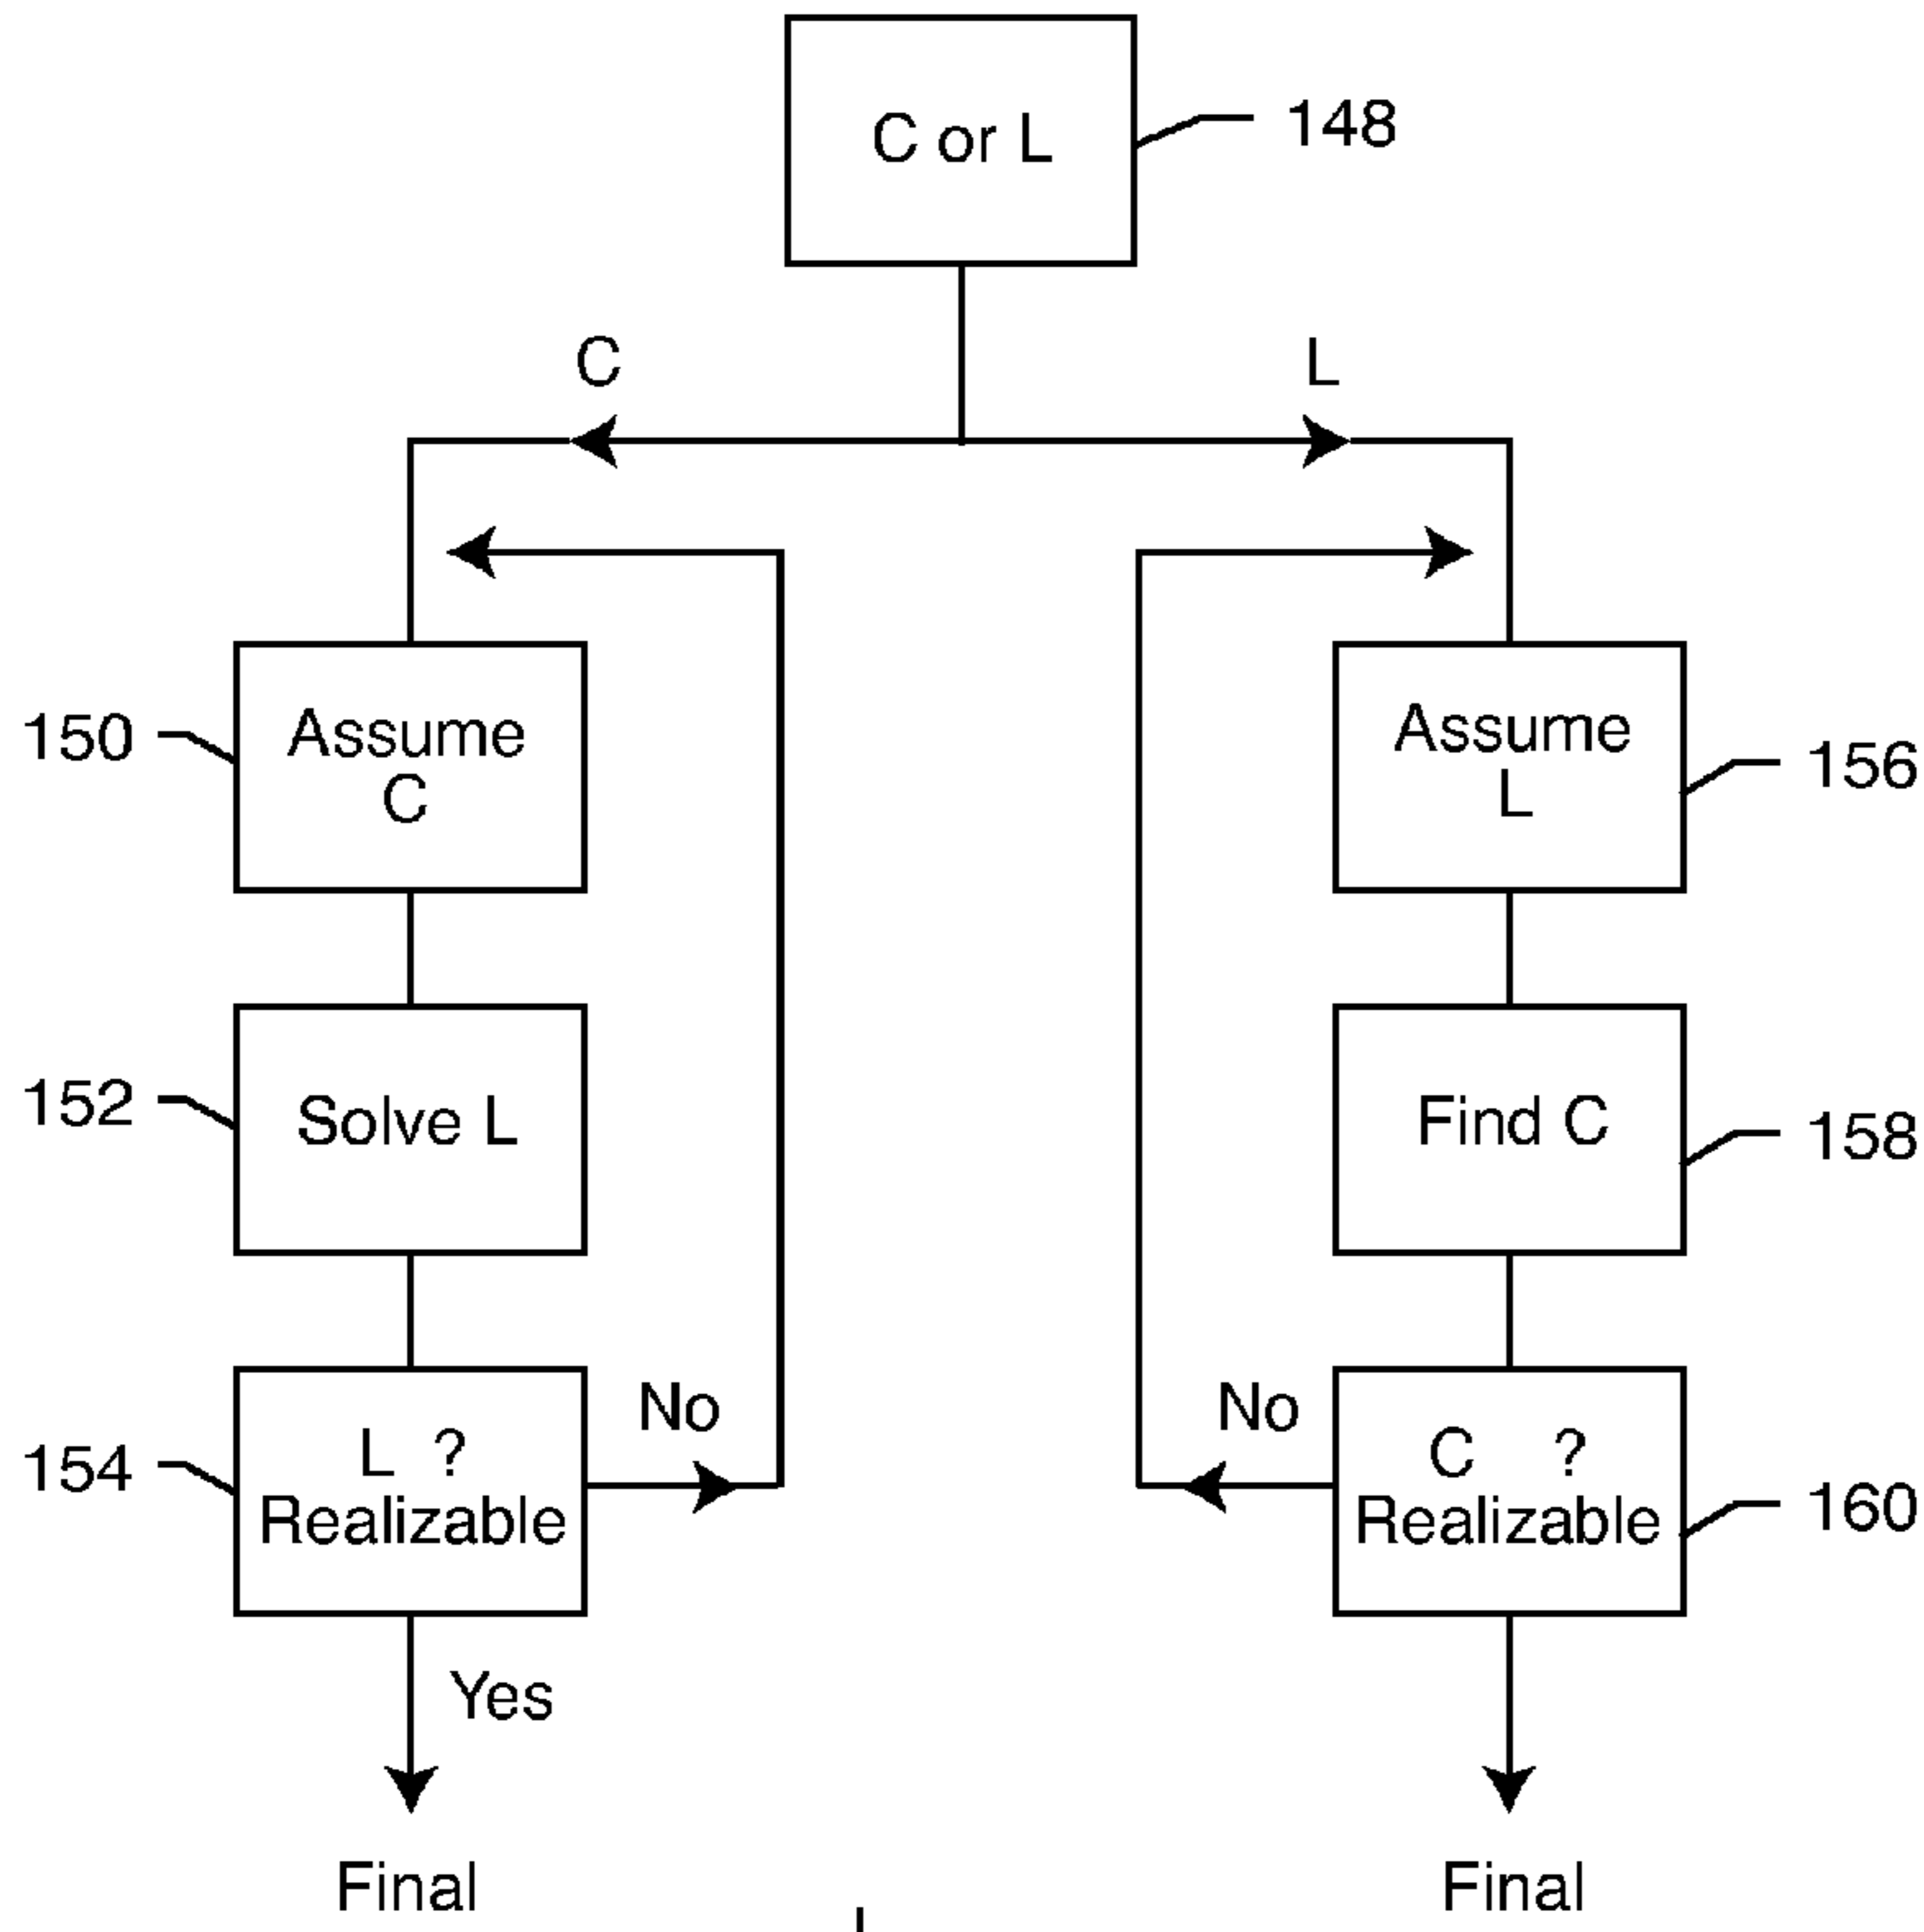 C or L
148
C
L
150
Assume
C
Assume
L
156
152
Solve L
Find C
158
154
L ?
Realizable
No
No
C ?
Realizable
160
Yes
Final
Final